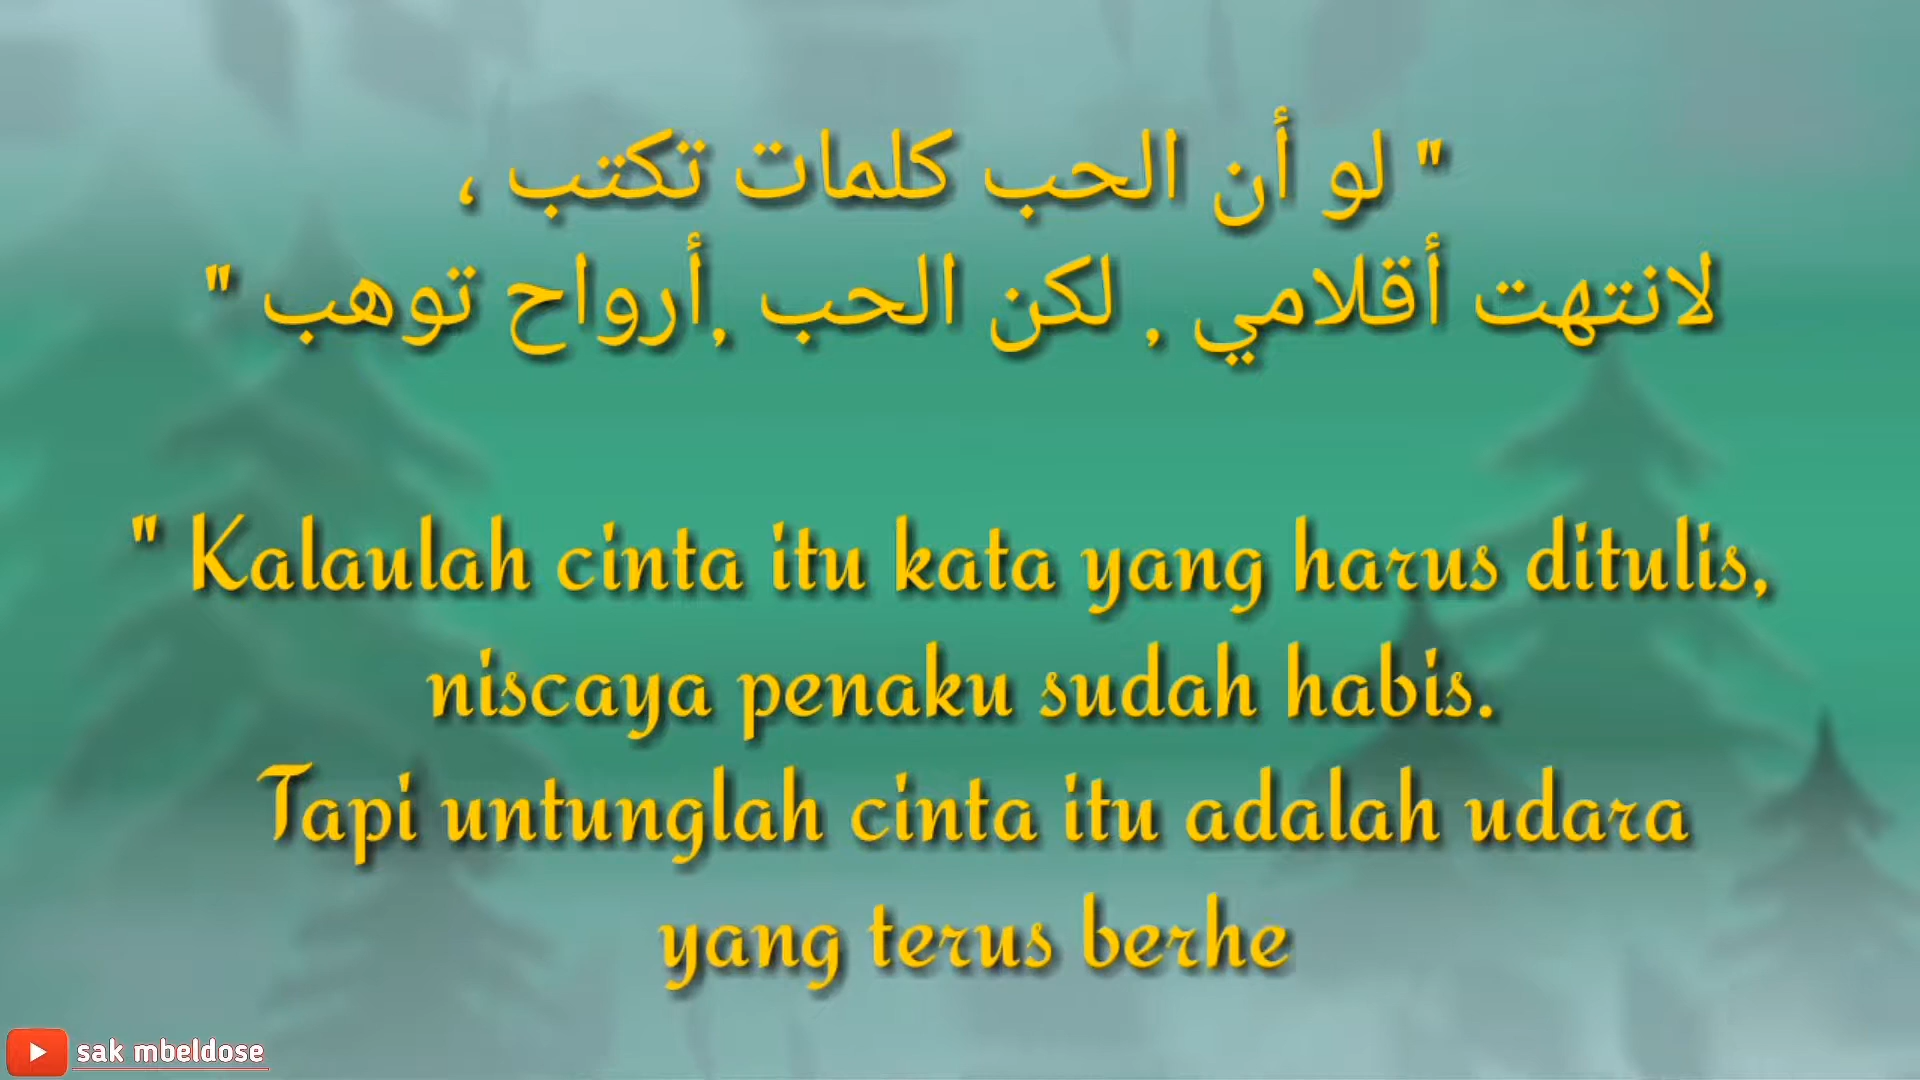 " لو أن الحب كلمات تكتب ،
لانتهت أقلامي , لكن الحب ,أرواح توهب "
" Kalaulah cinta itu kata yang harus ditulis,
niscaya penaku sudah habis.
Tapi untunglah cinta itu adalah udara
yang terus berhe
sak mbeldose